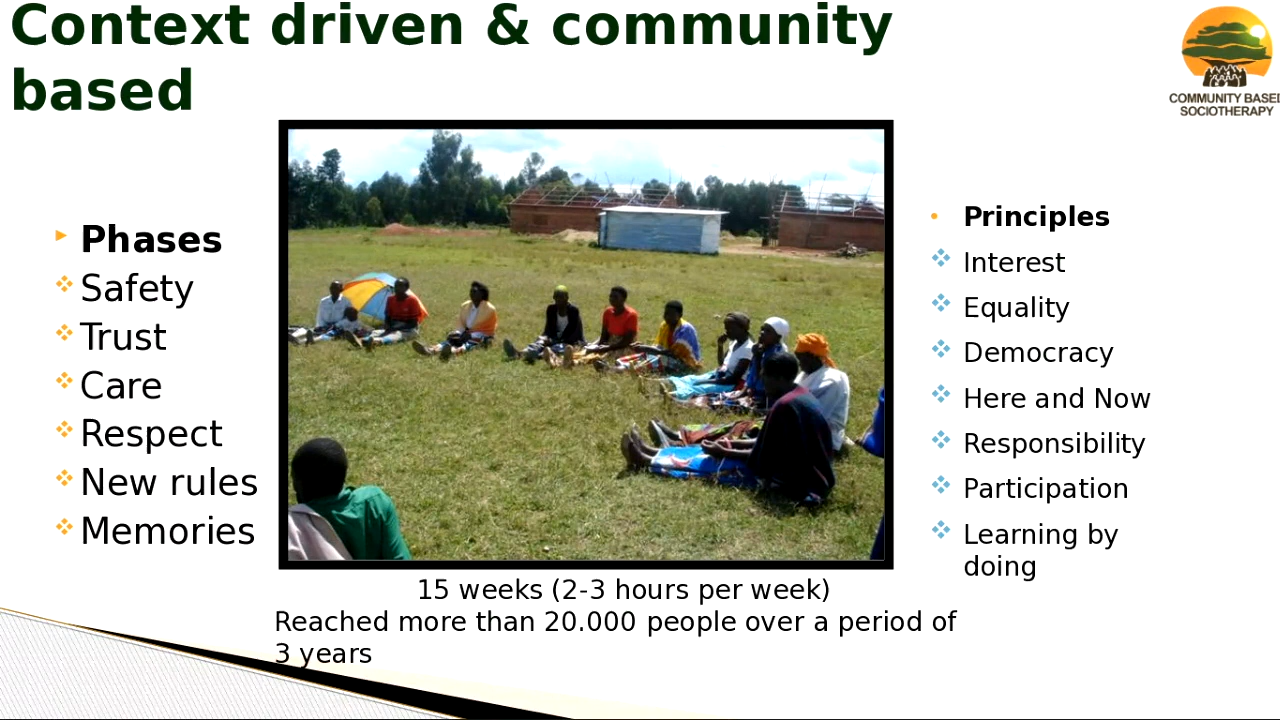 Context driven & community
based
COMMUNITY BASED
SOCIOTHERAPY
Phases
Safety
Trust
Care
Respect
New rules
Memories
Principles
Interest
Equality
Democracy
Here and Now
Responsibility
Participation
Learning by
doing
15 weeks (2-3 hours per week)
Reached more than 20.000 people over a period of
3 years